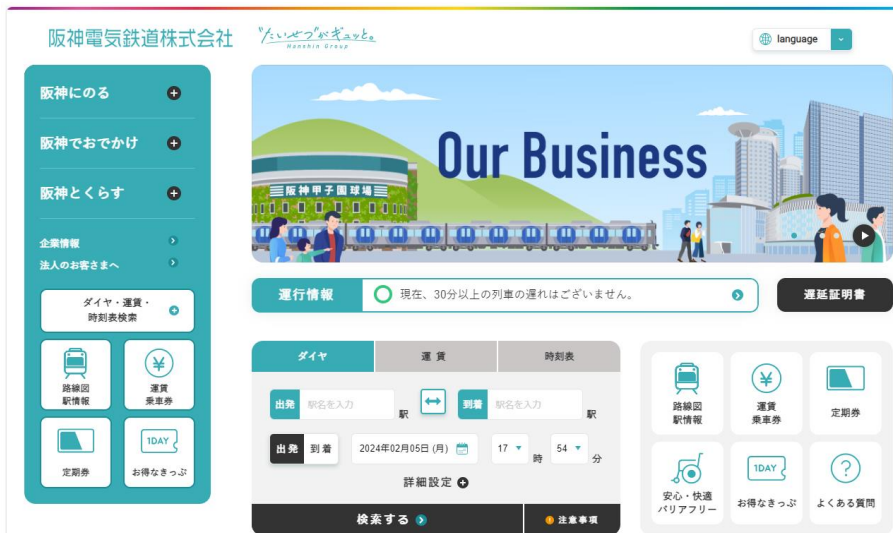 阪神電気鉄道株式会社
"たいせつ"がギュッと。
Hanshin Group
language
阪神にのる
阪神でおでかけ
阪神とくらす
企業情報
法人のお客さまへ
ダイヤ・運賃・
時刻表検索
路線図
駅情報
運賃
乗車券
定期券
1DAY
お得なきっぷ
Our Business
阪神甲子園球場
運行情報
現在、30分以上の列車の遅れはございません。
遅延証明書
ダイヤ
運賃
時刻表
出発
駅名を入力
駅
到着
駅名を入力
駅
出発
到着
2024年02月05日 (月)
17
時
54
分
詳細設定
検索する
注意事項
路線図
駅情報
運賃
乗車券
定期券
安心・快適
バリアフリー
1DAY
お得なきっぷ
よくある質問